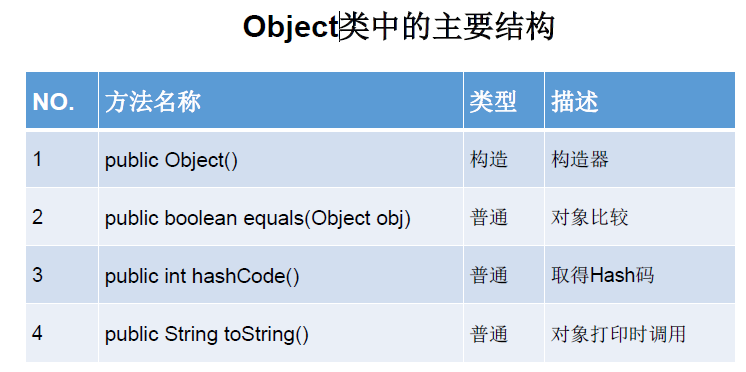 Object类中的主要结构
NO. 方法名称 类型 描述
1 public Object() 构造 构造器
2 public boolean equals(Object obj) 普通 对象比较
3 public int hashCode() 普通 取得Hash码
4 public String toString() 普通 对象打印时调用